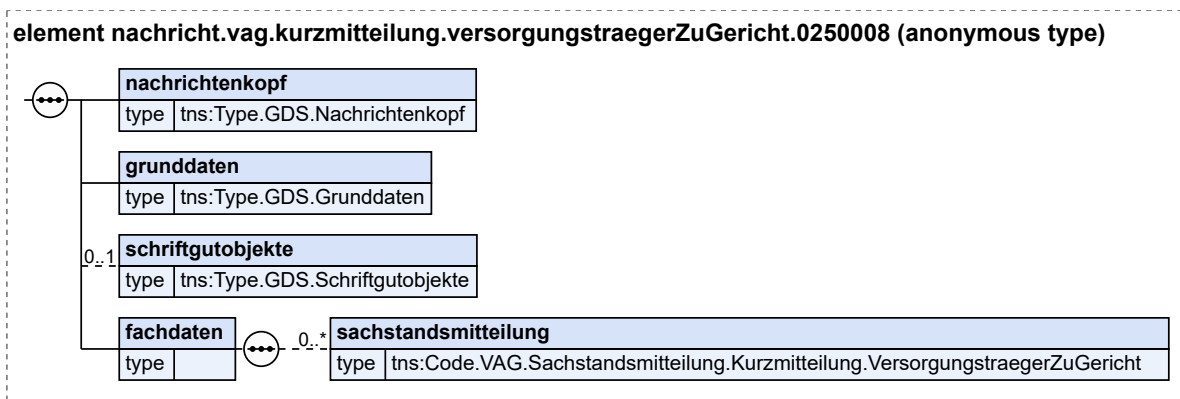 element nachricht.vag.kurzmitteilung.versorgungstraegerZuGericht.0250008 (anonymous type)
nachrichtenkopf
type tns:Type.GDS.Nachrichtenkopf
grunddaten
type tns:Type.GDS.Grunddaten
0..1 schriftgutobjekte
type tns:Type.GDS.Schriftgutobjekte
fachdaten 0..* sachstandsmitteilung
type type tns:Code.VAG.Sachstandsmitteilung.Kurzmitteilung.VersorgungstraegerZuGericht